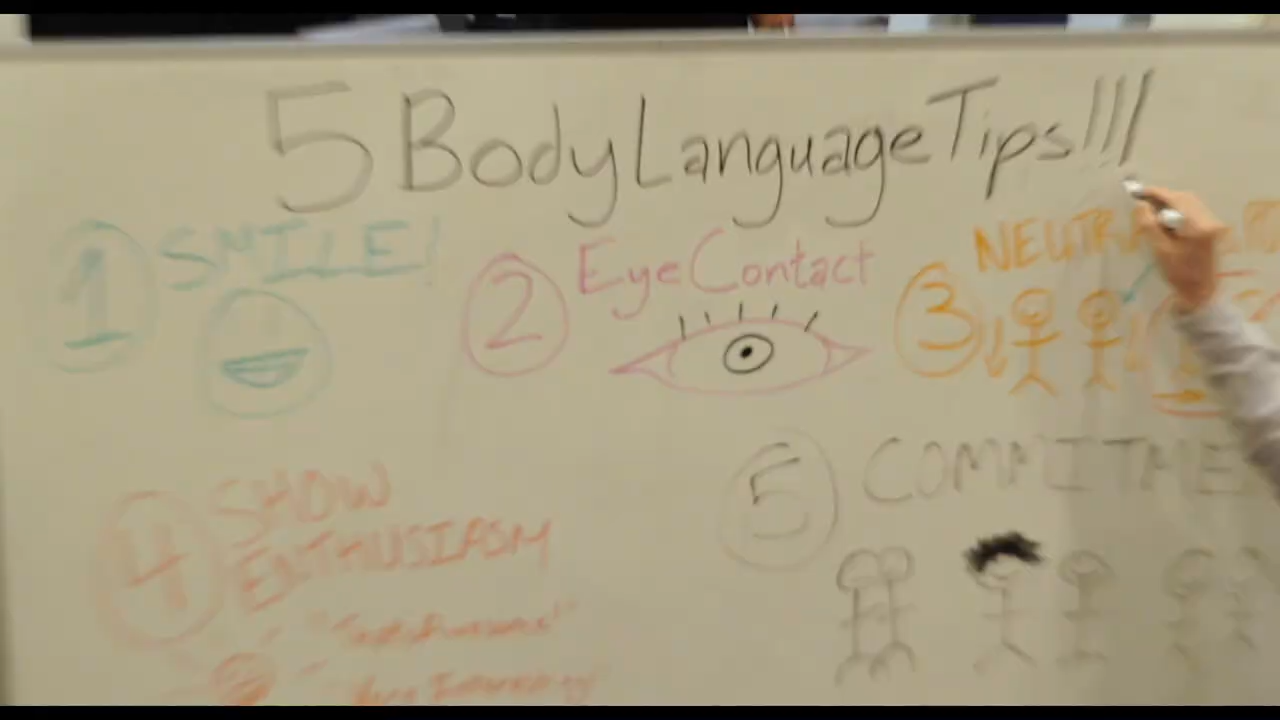 5 Body Language Tips!!!
1 SMILE!
2 Eye Contact
3 NEUTRA
4 SHOW
ENTHUSIASM
5 COMMITME